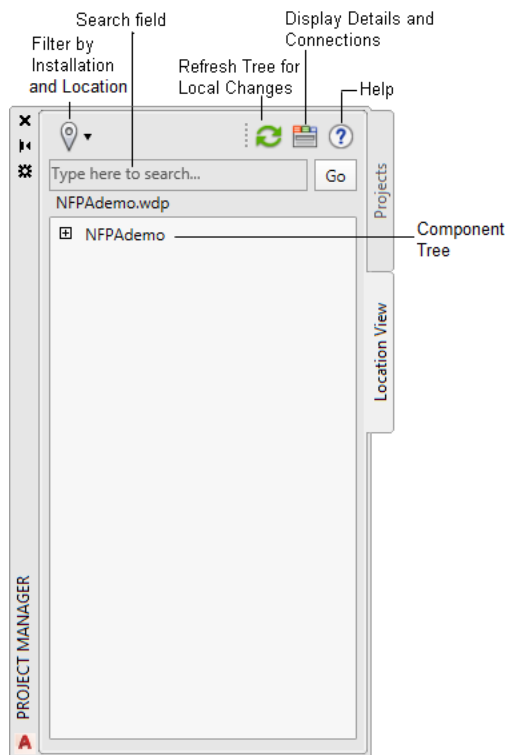 Search field
Display Details and
Connections
Filter by
Installation
and Location
Refresh Tree for
Local Changes
Help
Type here to search...
Go
NFPAdemo.wdp
NFPAdemo
Component
Tree
Projects
Location View
PROJECT MANAGER
A